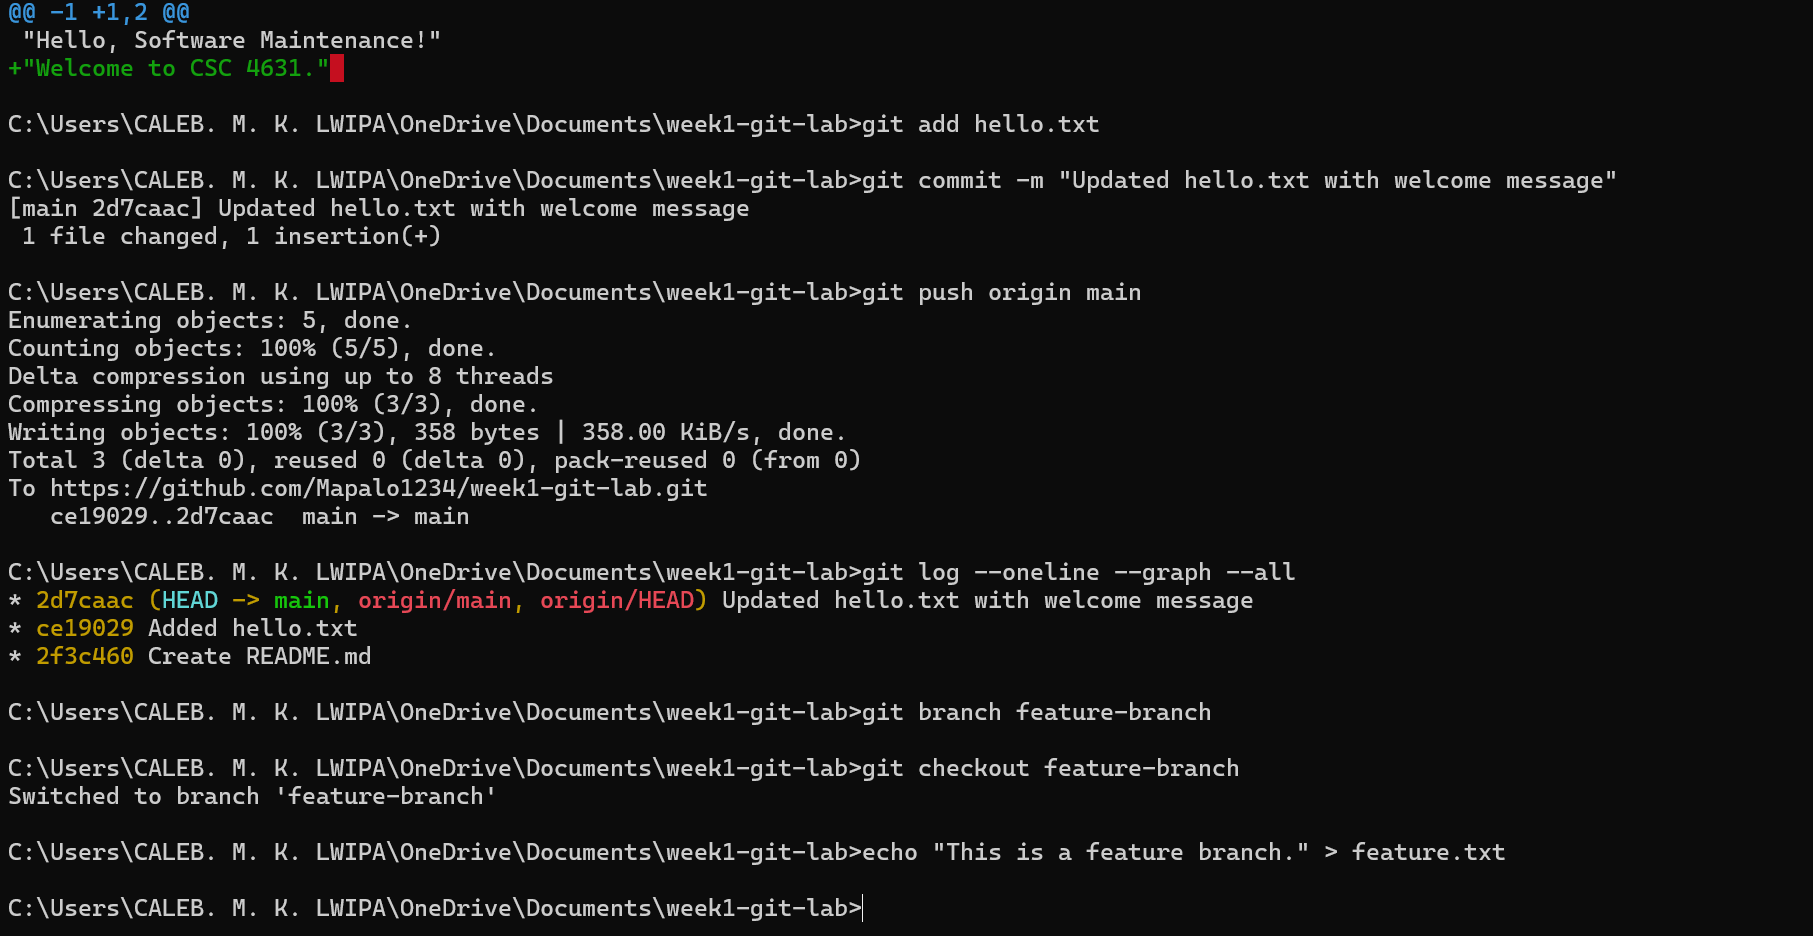 @@ -1 +1,2 @@
 "Hello, Software Maintenance!"
+"Welcome to CSC 4631."
C:\Users\CALEB. M. K. LWIPA\OneDrive\Documents\week1-git-lab>git add hello.txt
C:\Users\CALEB. M. K. LWIPA\OneDrive\Documents\week1-git-lab>git commit -m "Updated hello.txt with welcome message"
[main 2d7caac] Updated hello.txt with welcome message
 1 file changed, 1 insertion(+)
C:\Users\CALEB. M. K. LWIPA\OneDrive\Documents\week1-git-lab>git push origin main
Enumerating objects: 5, done.
Counting objects: 100% (5/5), done.
Delta compression using up to 8 threads
Compressing objects: 100% (3/3), done.
Writing objects: 100% (3/3), 358 bytes | 358.00 KiB/s, done.
Total 3 (delta 0), reused 0 (delta 0), pack-reused 0 (from 0)
To https://github.com/Mapalo1234/week1-git-lab.git
   ce19029..2d7caac  main -> main
C:\Users\CALEB. M. K. LWIPA\OneDrive\Documents\week1-git-lab>git log --oneline --graph --all
* 2d7caac (HEAD -> main, origin/main, origin/HEAD) Updated hello.txt with welcome message
* ce19029 Added hello.txt
* 2f3c460 Create README.md
C:\Users\CALEB. M. K. LWIPA\OneDrive\Documents\week1-git-lab>git branch feature-branch
C:\Users\CALEB. M. K. LWIPA\OneDrive\Documents\week1-git-lab>git checkout feature-branch
Switched to branch 'feature-branch'
C:\Users\CALEB. M. K. LWIPA\OneDrive\Documents\week1-git-lab>echo "This is a feature branch." > feature.txt
C:\Users\CALEB. M. K. LWIPA\OneDrive\Documents\week1-git-lab>